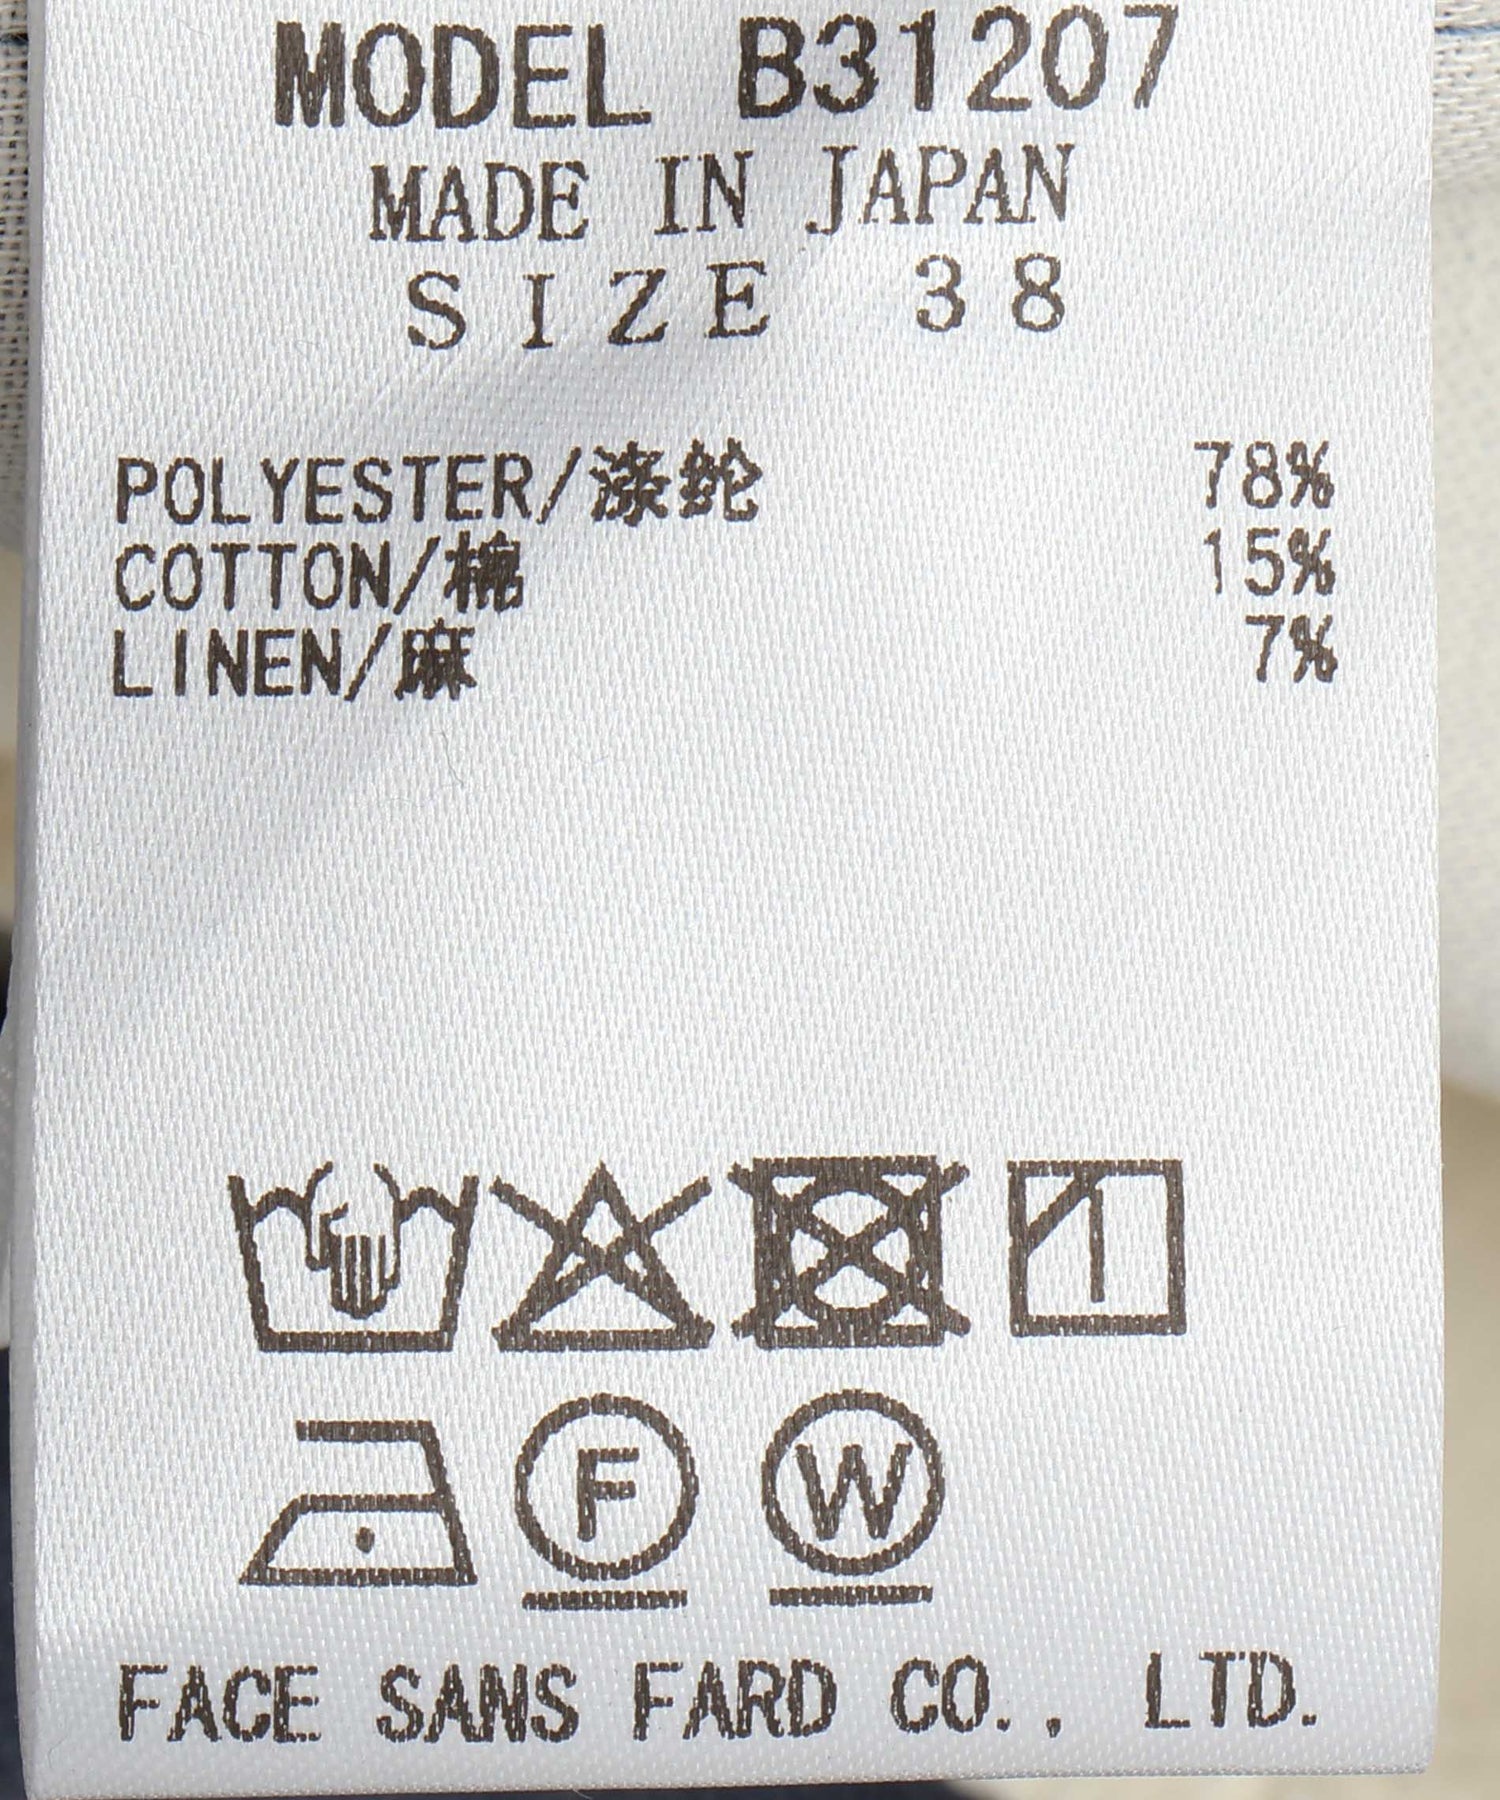 MODEL B31207
MADE IN JAPAN
SIZE 38
POLYESTER/涤纶 78%
COTTON/棉 15%
LINEN/麻 7%
F W
FACE SANS FARD CO., LTD.